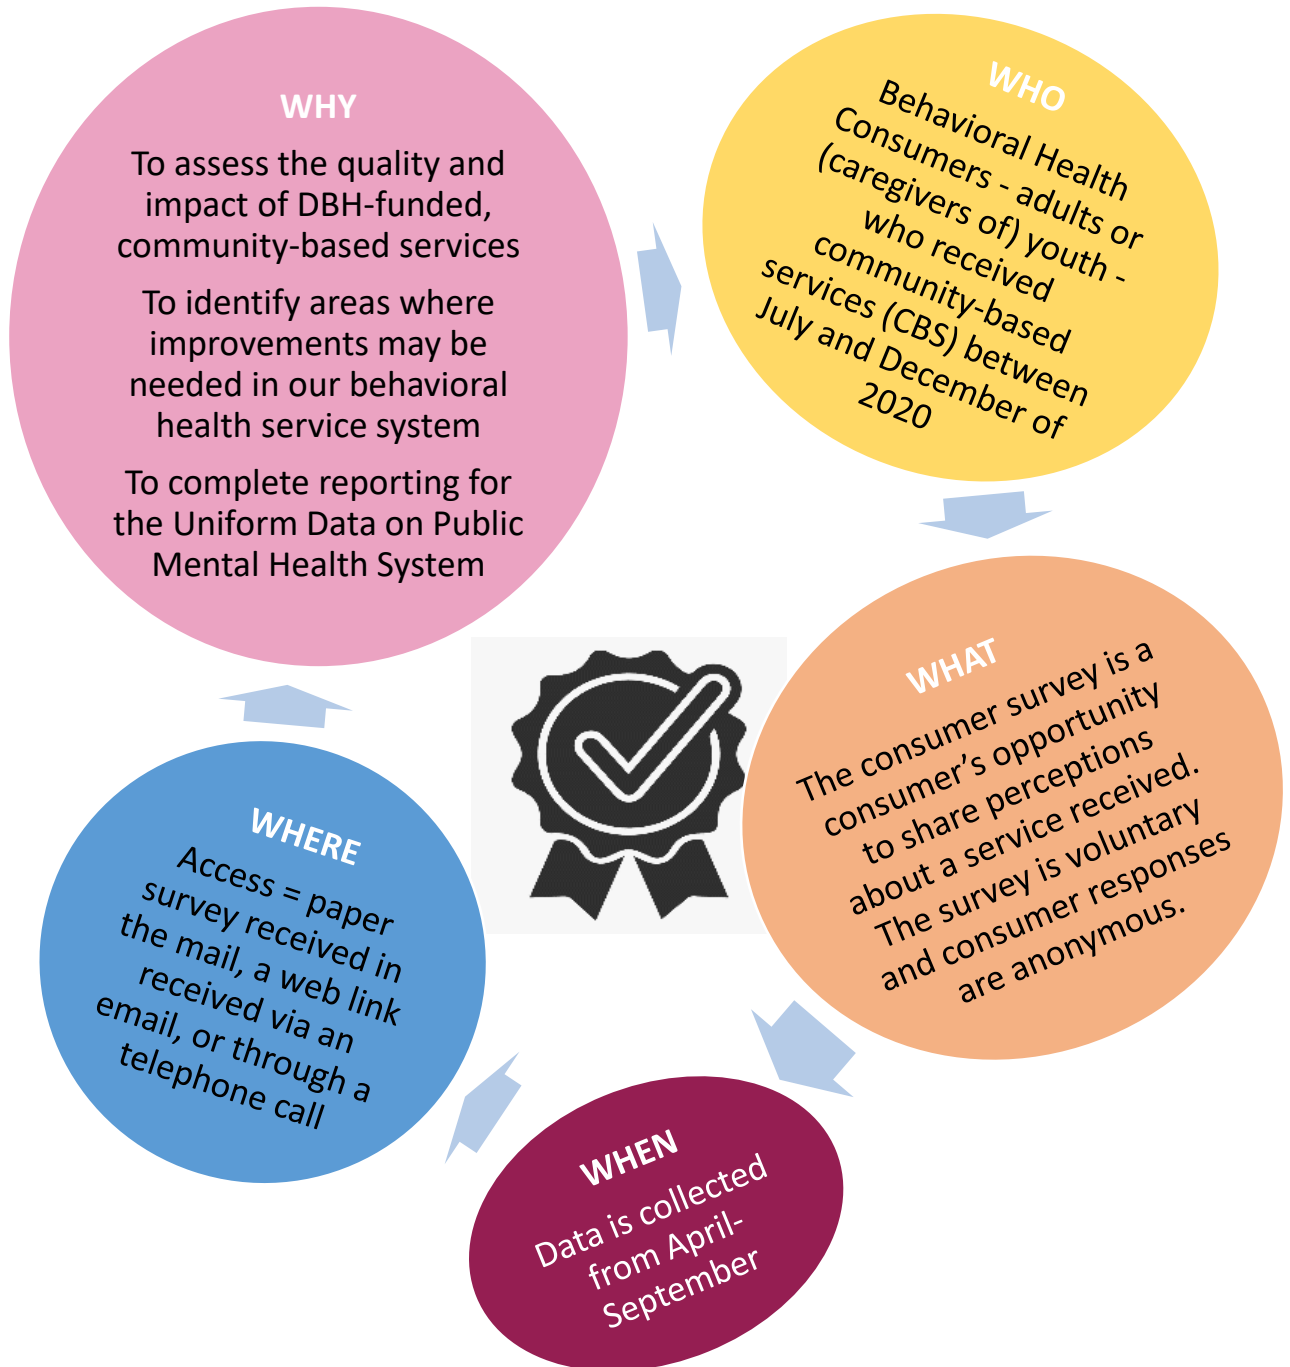 WHY
To assess the quality and
impact of DBH-funded,
community-based services
To identify areas where
improvements may be
needed in our behavioral
health service system
To complete reporting for
the Uniform Data on Public
Mental Health System
WHO
Behavioral Health
Consumers - adults or
(caregivers of) youth -
who received
community-based
services (CBS) between
July and December of
2020
WHAT
The consumer survey is a
consumer’s opportunity
to share perceptions
about a service received.
The survey is voluntary
and consumer responses
are anonymous.
WHEN
Data is collected
from April-
September
WHERE
Access = paper
survey received in
the mail, a web link
received via an
email, or through a
telephone call